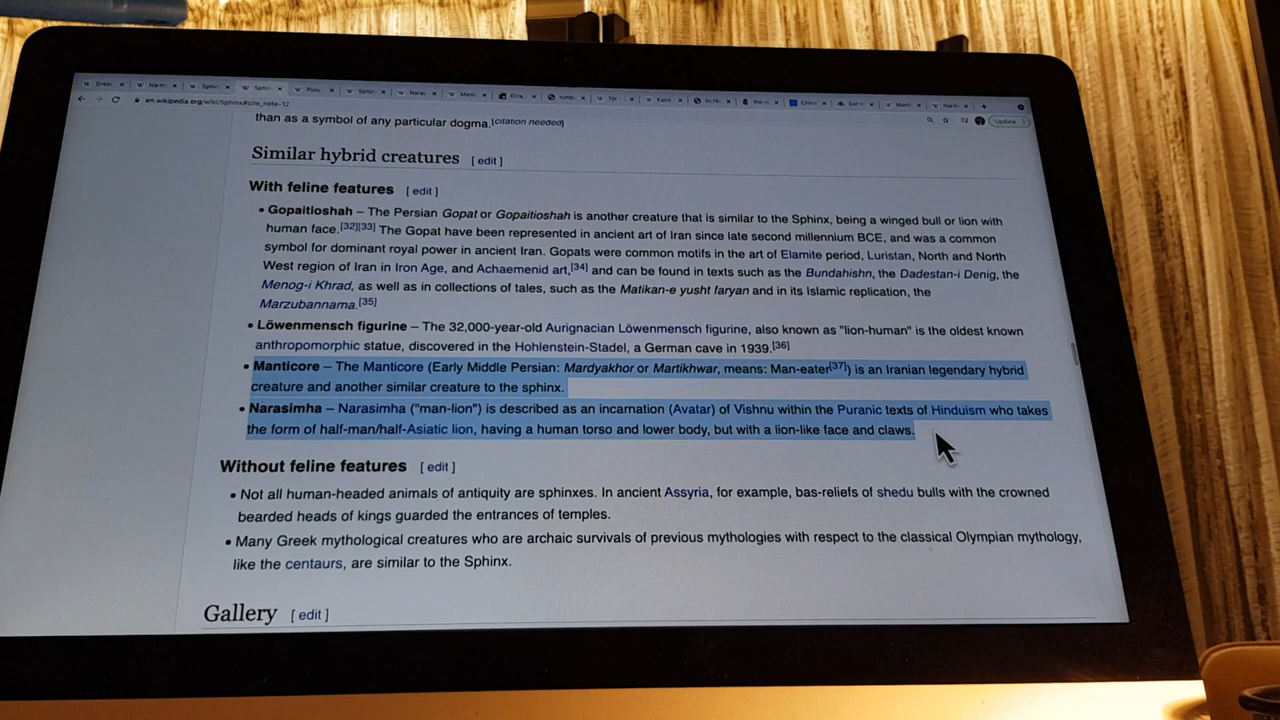 en.wikipedia.org/wiki/Sphinx#cite_note-12
Update
than as a symbol of any particular dogma.[citation needed]
Similar hybrid creatures [ edit ]
With feline features [ edit ]
• Gopaitioshah – The Persian Gopat or Gopaitioshah is another creature that is similar to the Sphinx, being a winged bull or lion with
human face.[32][33] The Gopat have been represented in ancient art of Iran since late second millennium BCE, and was a common
symbol for dominant royal power in ancient Iran. Gopats were common motifs in the art of Elamite period, Luristan, North and North
West region of Iran in Iron Age, and Achaemenid art,[34] and can be found in texts such as the Bundahishn, the Dadestan-i Denig, the
Menog-i Khrad, as well as in collections of tales, such as the Matikan-e yusht faryan and in its Islamic replication, the
Marzubannama.[35]
• Löwenmensch figurine – The 32,000-year-old Aurignacian Löwenmensch figurine, also known as "lion-human" is the oldest known
anthropomorphic statue, discovered in the Hohlenstein-Stadel, a German cave in 1939.[36]
• Manticore – The Manticore (Early Middle Persian: Mardyakhor or Martikhwar, means: Man-eater[37]) is an Iranian legendary hybrid
creature and another similar creature to the sphinx.
• Narasimha – Narasimha ("man-lion") is described as an incarnation (Avatar) of Vishnu within the Puranic texts of Hinduism who takes
the form of half-man/half-Asiatic lion, having a human torso and lower body, but with a lion-like face and claws.
Without feline features [ edit ]
• Not all human-headed animals of antiquity are sphinxes. In ancient Assyria, for example, bas-reliefs of shedu bulls with the crowned
bearded heads of kings guarded the entrances of temples.
• Many Greek mythological creatures who are archaic survivals of previous mythologies with respect to the classical Olympian mythology,
like the centaurs, are similar to the Sphinx.
Gallery [ edit ]